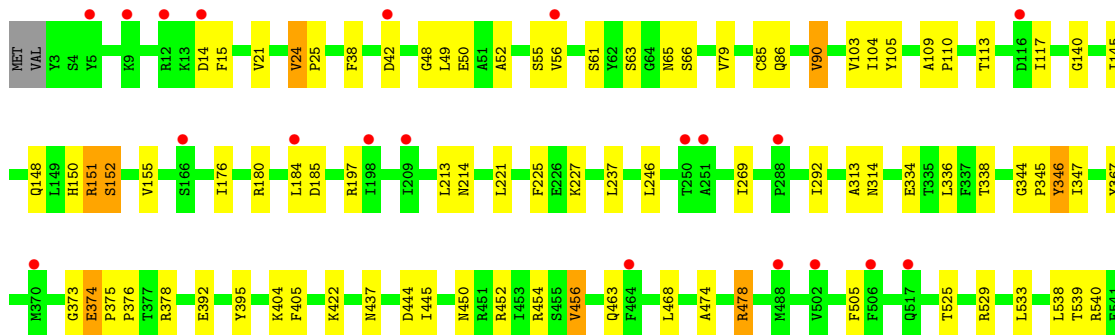 MET VAL Y3 S4 Y5 K9 R12 K13 D14 F15 V21 V24 P25 F38 D42 G48 L49 E50 A51 A52 S55 V56 S61 Y62 S63 G64 N65 S66 V79 C85 Q86 V90 V103 I104 Y105 A109 P110 T113 D116 I117 G140 I145
Q148 L149 H150 R151 S152 V155 S166 I176 R180 L184 D185 R197 I198 I209 L213 N214 L221 F225 E226 K227 L237 L246 T250 A251 I269 P288 I292 A313 N314 E334 T335 L336 F337 T338 G344 P345 Y346 I347
M370 G373 E374 P375 P376 T377 R378 E392 Y395 K404 F405 K422 N437 D444 I445 N450 R451 R452 I453 R454 S455 V456 Q463 F464 L468 A474 R478 M488 V502 F505 F506 Q517 T525 R529 L533 L538 T539 R540